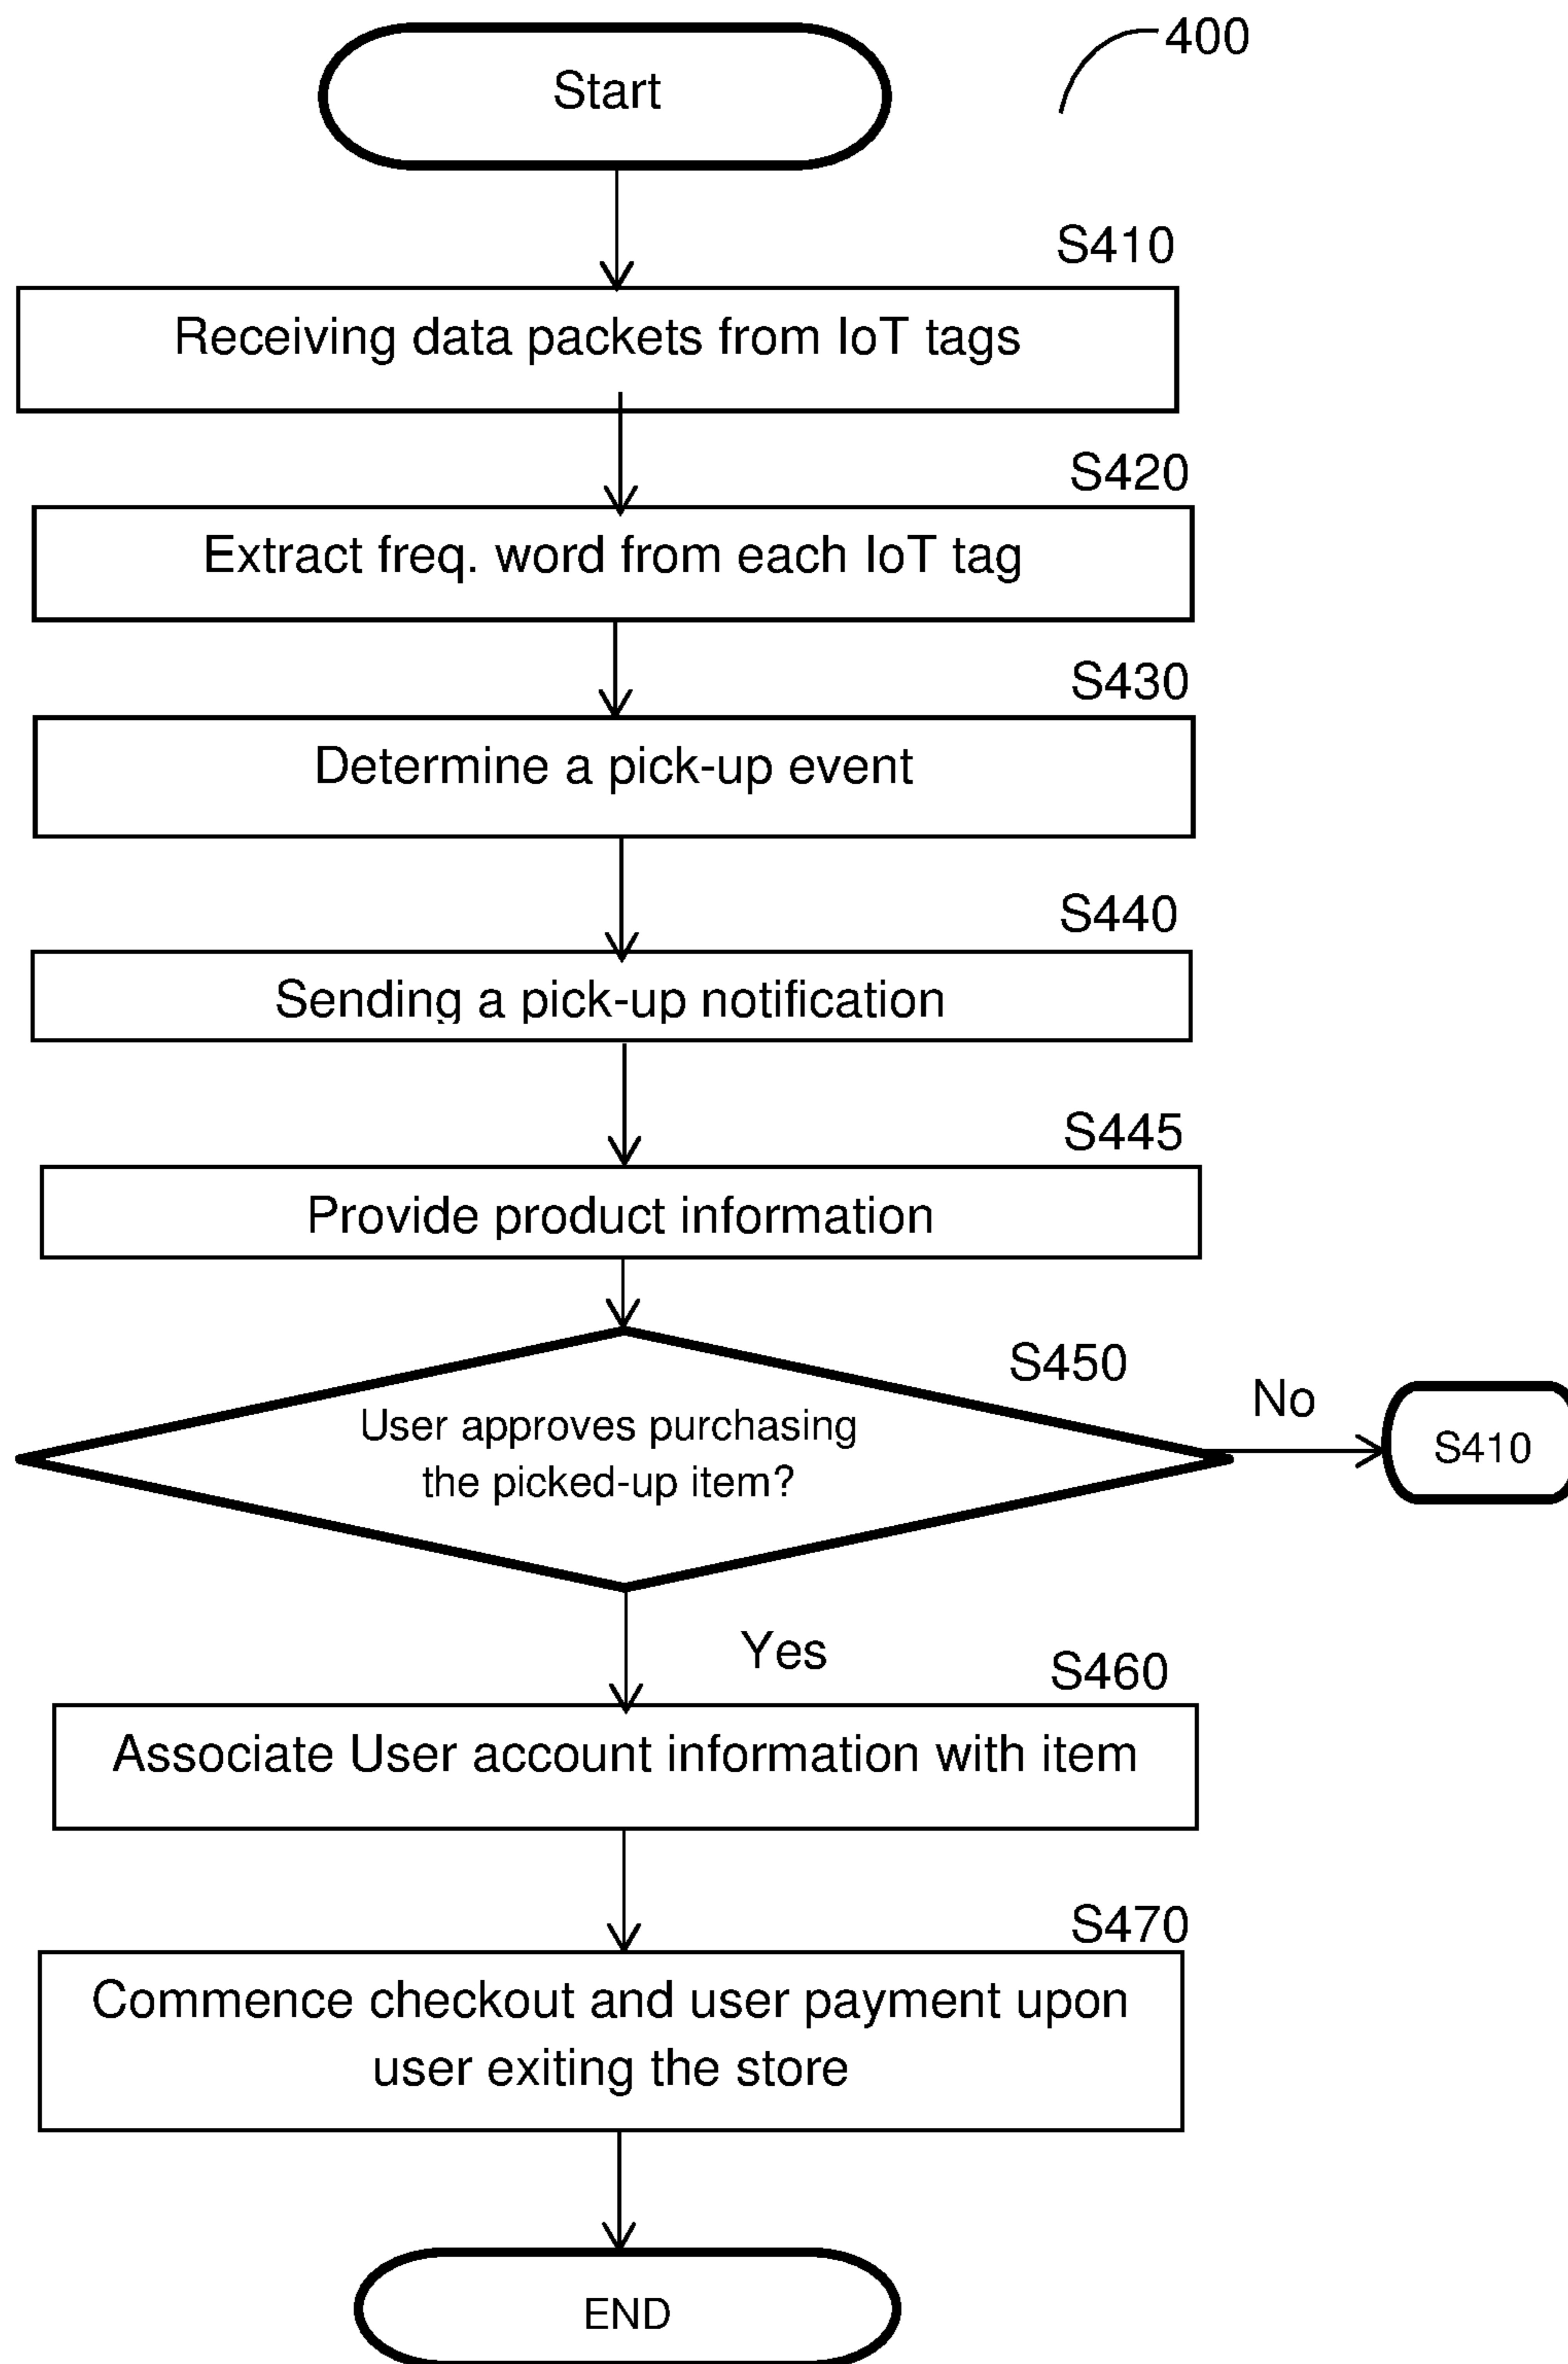 400
Start
S410
Receiving data packets from IoT tags
S420
Extract freq. word from each IoT tag
S430
Determine a pick-up event
S440
Sending a pick-up notification
S445
Provide product information
S450
User approves purchasing
the picked-up item?
No
S410
Yes
S460
Associate User account information with item
S470
Commence checkout and user payment upon
user exiting the store
END